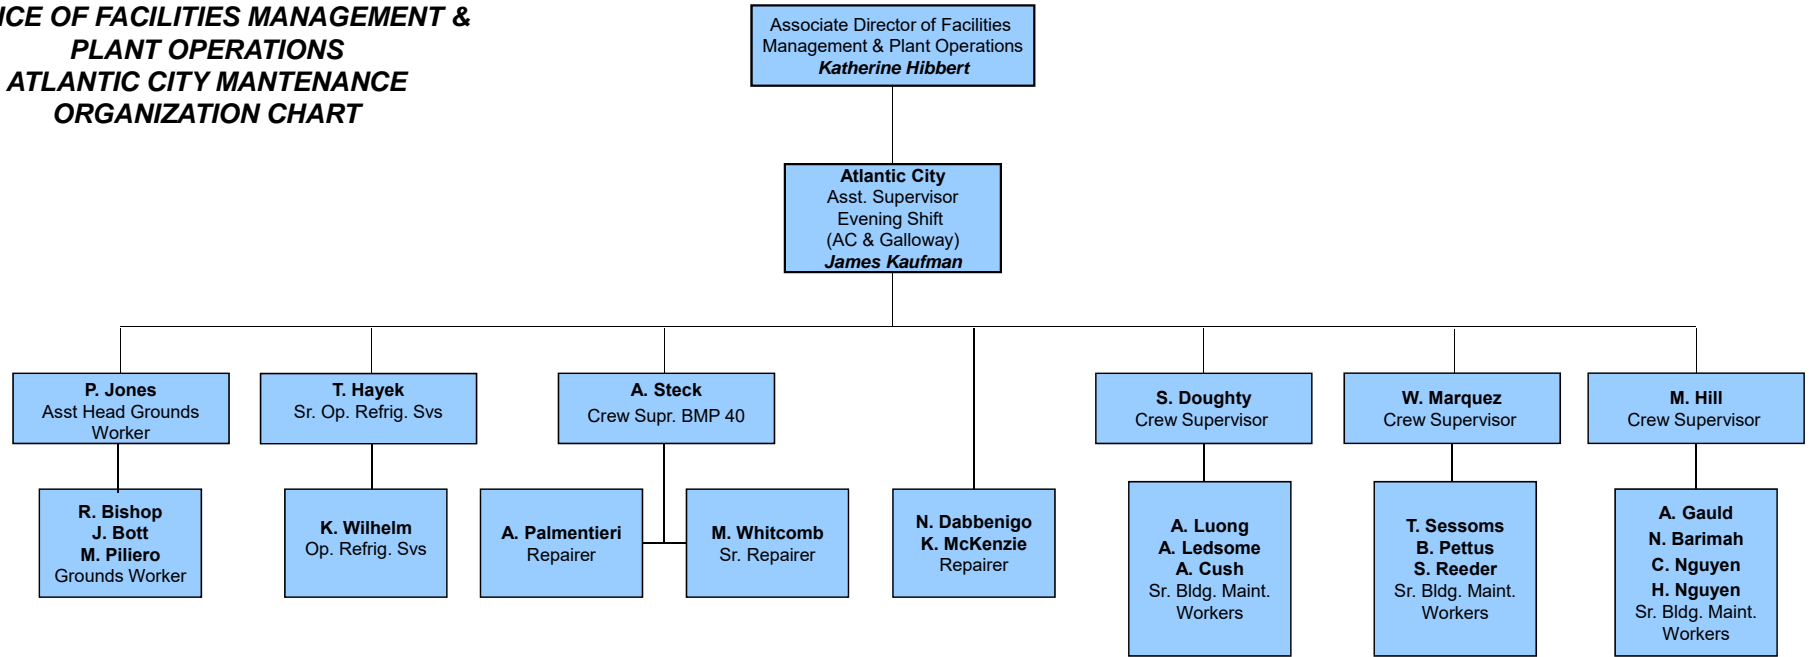 ICE OF FACILITIES MANAGEMENT &
PLANT OPERATIONS
ATLANTIC CITY MANTENANCE
ORGANIZATION CHART
Associate Director of Facilities
Management & Plant Operations
Katherine Hibbert
Atlantic City
Asst. Supervisor
Evening Shift
(AC & Galloway)
James Kaufman
P. Jones
Asst Head Grounds
Worker
T. Hayek
Sr. Op. Refrig. Svs
A. Steck
Crew Supr. BMP 40
S. Doughty
Crew Supervisor
W. Marquez
Crew Supervisor
M. Hill
Crew Supervisor
R. Bishop
J. Bott
M. Piliero
Grounds Worker
K. Wilhelm
Op. Refrig. Svs
A. Palmentieri
Repairer
M. Whitcomb
Sr. Repairer
N. Dabbenigo
K. McKenzie
Repairer
A. Luong
A. Ledsome
A. Cush
Sr. Bldg. Maint.
Workers
T. Sessoms
B. Pettus
S. Reeder
Sr. Bldg. Maint.
Workers
A. Gauld
N. Barimah
C. Nguyen
H. Nguyen
Sr. Bldg. Maint.
Workers